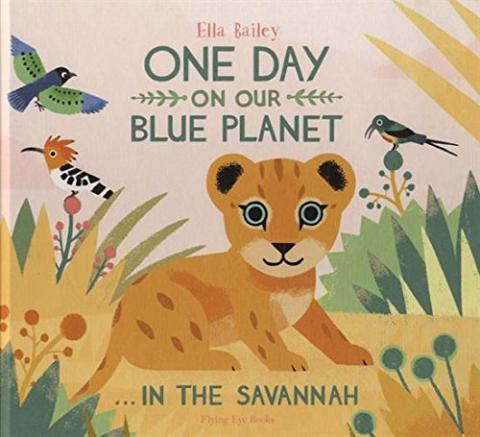 Ella Bailey
ONE DAY
ON OUR
BLUE PLANET
...IN THE SAVANNAH
Flying Eye Books